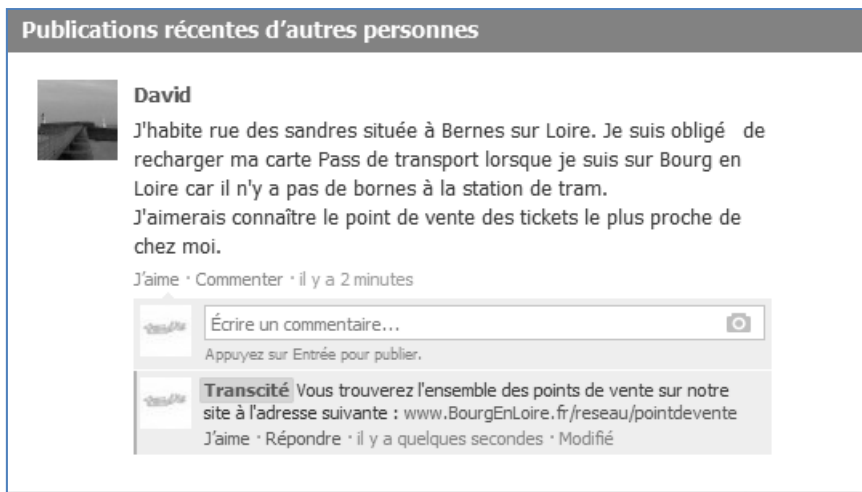 Publications récentes d’autres personnes
David
J'habite rue des sandres située à Bernes sur Loire. Je suis obligé de
recharger ma carte Pass de transport lorsque je suis sur Bourg en
Loire car il n'y a pas de bornes à la station de tram.
J'aimerais connaître le point de vente des tickets le plus proche de
chez moi.
J’aime · Commenter · il y a 2 minutes
Écrire un commentaire...
Appuyez sur Entrée pour publier.
Transcité Vous trouverez l'ensemble des points de vente sur notre
site à l'adresse suivante : www.BourgEnLoire.fr/reseau/pointdevente
J’aime · Répondre · il y a quelques secondes · Modifié